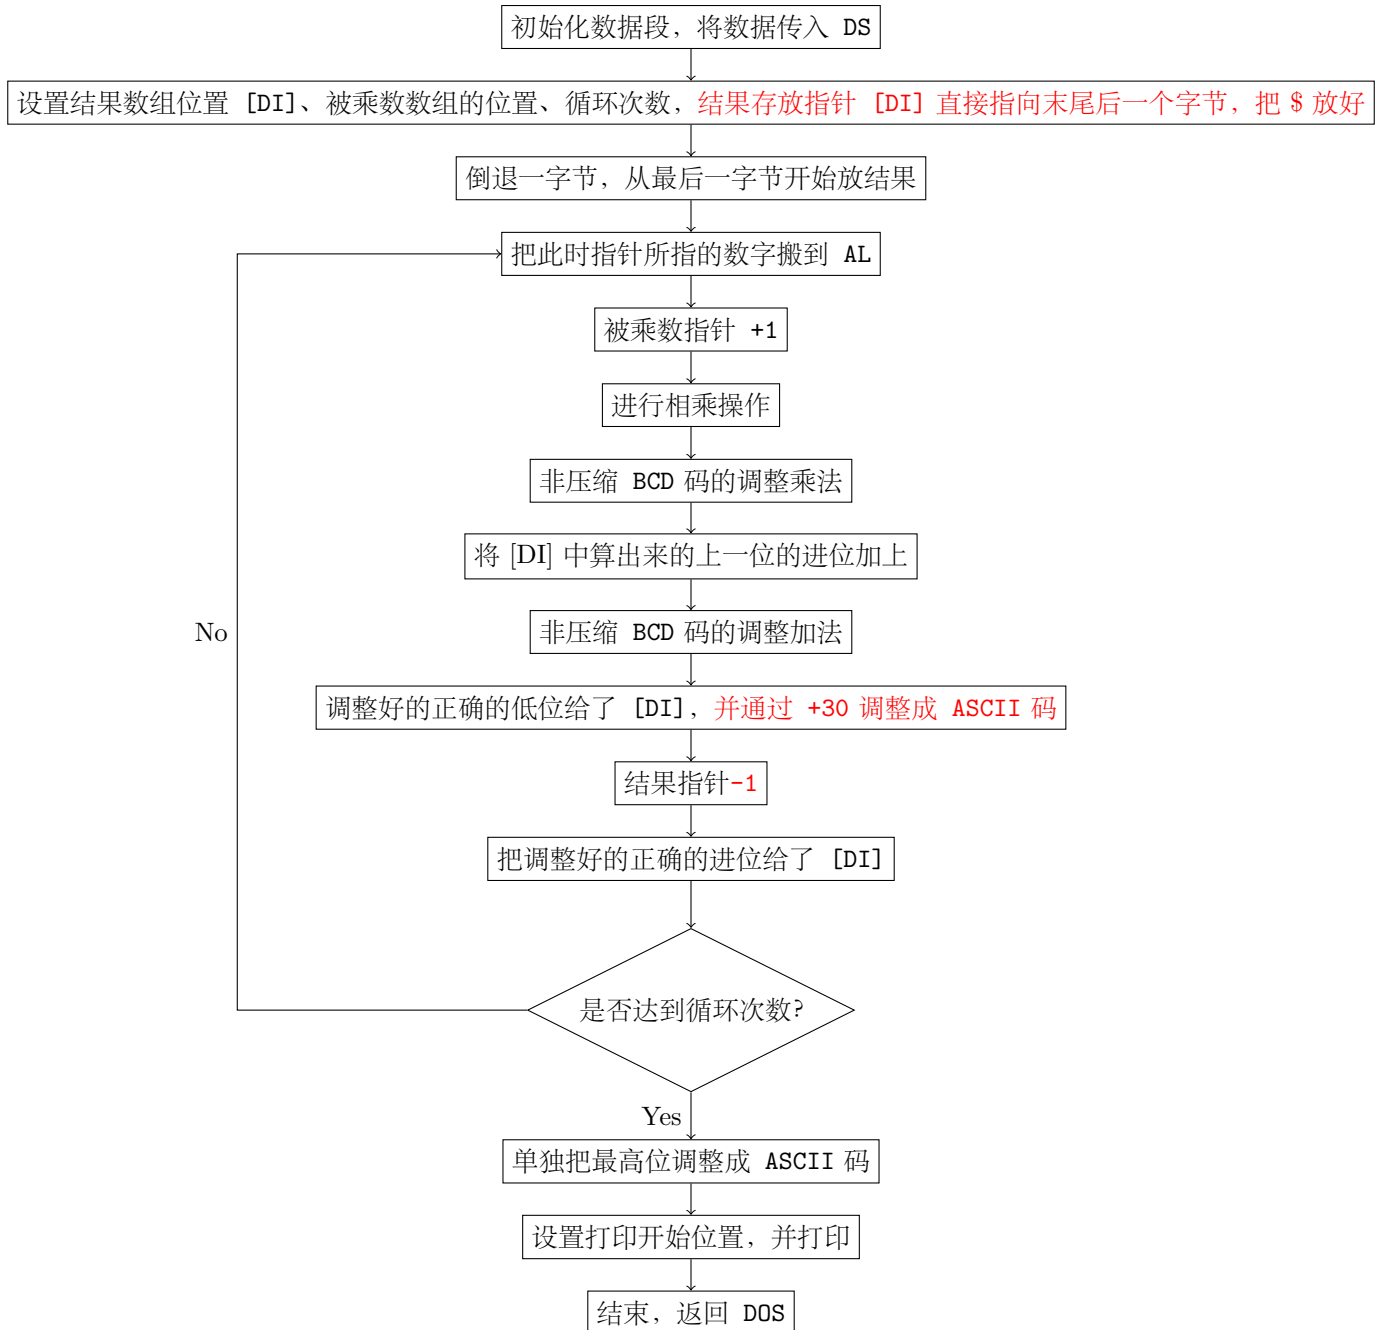 初始化数据段，将数据传入 DS
设置结果数组位置 [DI]、被乘数数组的位置、循环次数，结果存放指针 [DI] 直接指向末尾后一个字节，把 $ 放好
倒退一字节，从最后一字节开始放结果
把此时指针所指的数字搬到 AL
被乘数指针 +1
进行相乘操作
非压缩 BCD 码的调整乘法
将 [DI] 中算出来的上一位的进位加上
非压缩 BCD 码的调整加法
No
调整好的正确的低位给了 [DI]，并通过 +30 调整成 ASCII 码
结果指针-1
把调整好的正确的进位给了 [DI]
是否达到循环次数?
Yes
单独把最高位调整成 ASCII 码
设置打印开始位置，并打印
结束，返回 DOS